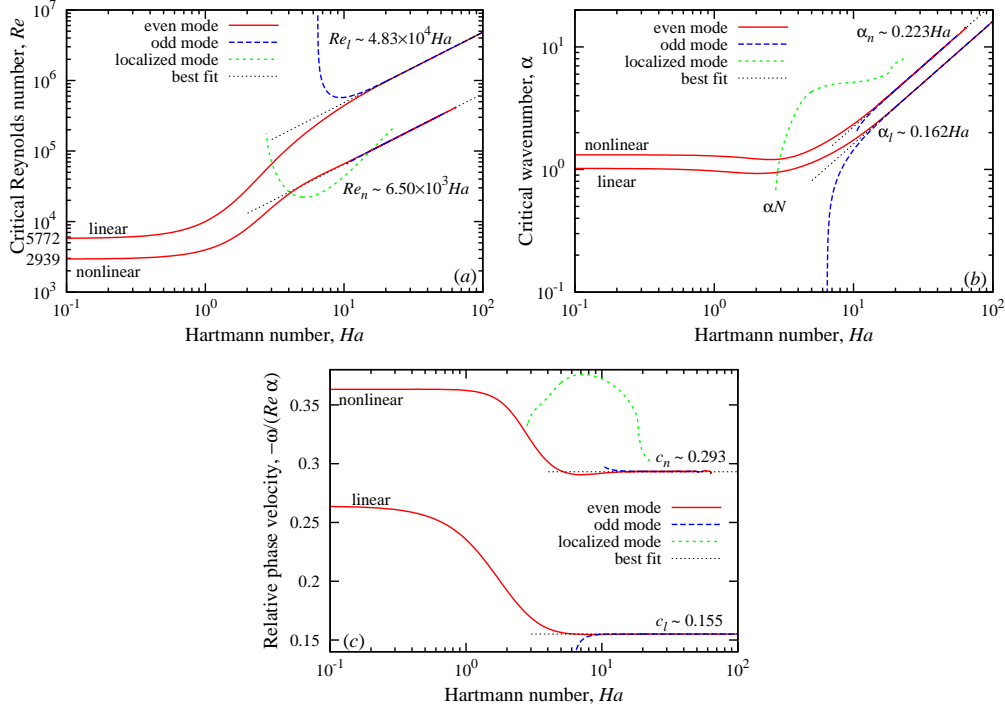 Critical Reynolds number, Re
10^7
10^6
10^5
10^4
5772
2939
10^3
even mode
odd mode
localized mode
best fit
Re_l ~ 4.83×10^4Ha
Re_n ~ 6.50×10^3Ha
linear
nonlinear
(a)
10^-1
10^0
10^1
10^2
Hartmann number, Ha
Critical wavenumber, α
10^1
10^0
10^-1
even mode
odd mode
localized mode
best fit
α_n ~ 0.223Ha
α_l ~ 0.162Ha
nonlinear
linear
αN
(b)
10^-1
10^0
10^1
10^2
Hartmann number, Ha
Relative phase velocity, −ω/(Re α)
0.35
0.3
0.25
0.2
0.15
nonlinear
c_n ~ 0.293
linear
even mode
odd mode
localized mode
best fit
c_l ~ 0.155
(c)
10^-1
10^0
10^1
10^2
Hartmann number, Ha